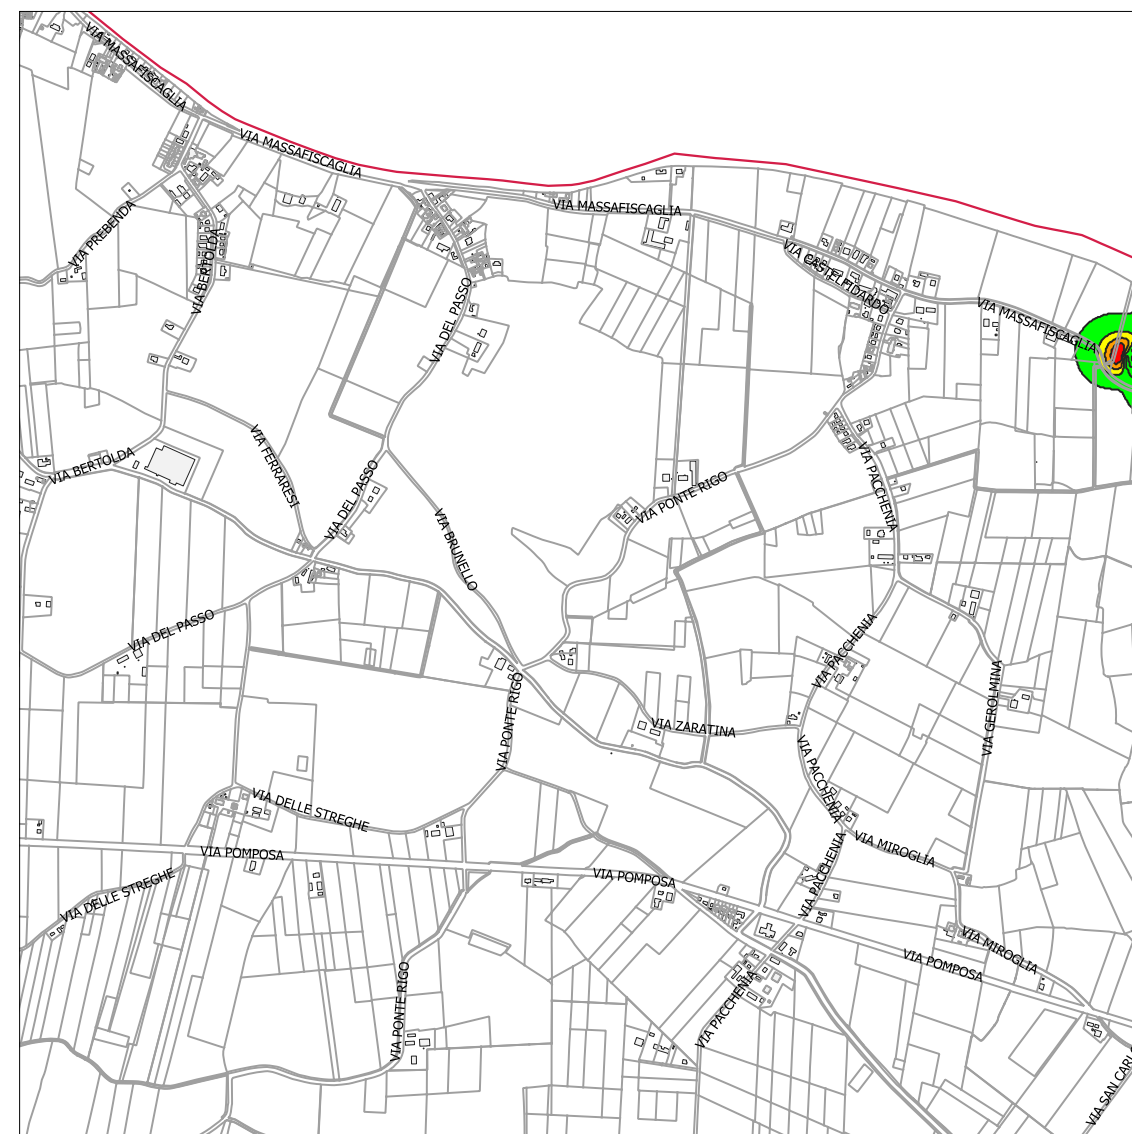 VIA MASSAFISCAGLIA
VIA MASSAFISCAGLIA
VIA MASSAFISCAGLIA
VIA PREBENDA
VIA BERTOLDA
VIA CASTELFIDARDO
VIA MASSAFISCAGLIA
VIA DEL PASSO
VIA FERRARESI
VIA BERTOLDA
VIA DEL PASSO
VIA PONTE RIGO
VIA PACCHENIA
VIA BRUNELLO
VIA DEL PASSO
VIA PACCHENIA
VIA PONTE RIGO
VIA ZARATINA
VIA GEROLMINA
VIA PACCHENIA
VIA DELLE STREGHE
VIA POMPOSA
VIA MIROGLIA
VIA PACCHENIA
VIA POMPOSA
VIA DELLE STREGHE
VIA MIROGLIA
VIA POMPOSA
VIA PONTE RIGO
VIA PACCHENIA
VIA SAN CARL